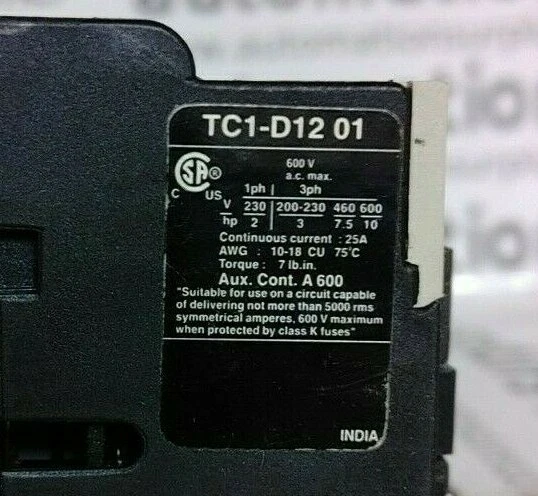 TC1-D12 01
600 V
a.c. max.
SA ®
C US
1ph 3ph
V 230 200-230 460 600
hp 2 3 7.5 10
Continuous current : 25A
AWG : 10-18 CU 75°C
Torque : 7 lb.in.
Aux. Cont. A 600
"Suitable for use on a circuit capable
of delivering not more than 5000 rms
symmetrical amperes, 600 V maximum
when protected by class K fuses"
INDIA